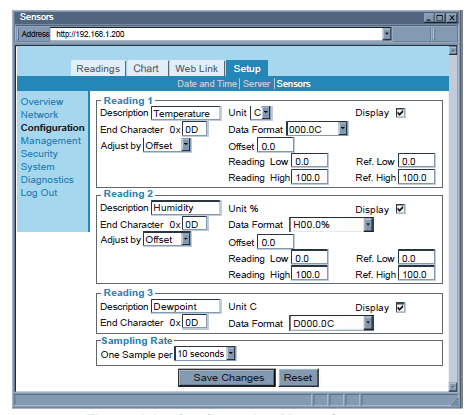 Sensors
Address http://192.168.1.200
Readings Chart Web Link Setup
Date and Time Server Sensors
Overview
Network
Configuration
Management
Security
System
Diagnostics
Log Out
Reading 1
Description Temperature Unit C Display
End Character 0x 0D Data Format 000.0C
Adjust by Offset Offset 0.0
Reading Low 0.0 Ref. Low 0.0
Reading High 100.0 Ref. High 100.0
Reading 2
Description Humidity Unit % Display
End Character 0x 0D Data Format H00.0%
Adjust by Offset Offset 0.0
Reading Low 0.0 Ref. Low 0.0
Reading High 100.0 Ref. High 100.0
Reading 3
Description Dewpoint Unit C Display
End Character 0x 0D Data Format D000.0C
Sampling Rate
One Sample per 10 seconds
Save Changes Reset